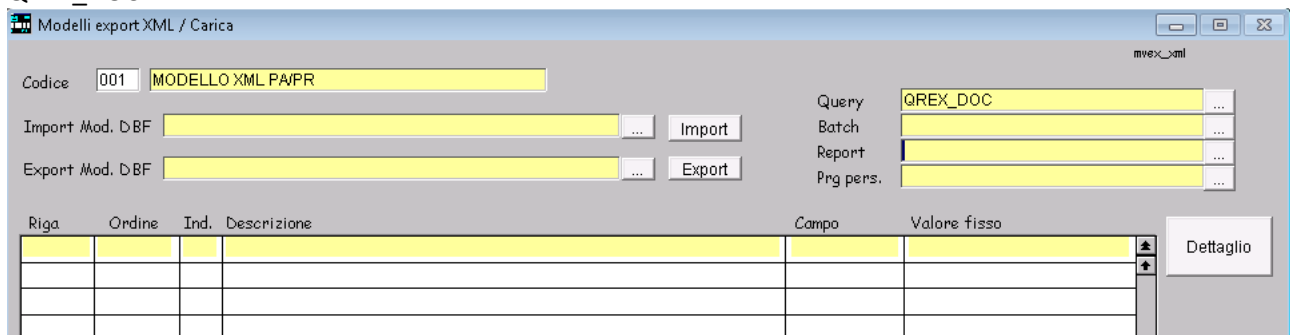 Modelli export XML / Carica
mvex_xml
Codice 001 MODELLO XML PA/PR
Query QREX_DOC ...
Import Mod. DBF ... Import Batch ...
Report ...
Export Mod. DBF ... Export Prg pers. ...
Riga Ordine Ind. Descrizione Campo Valore fisso
Dettaglio